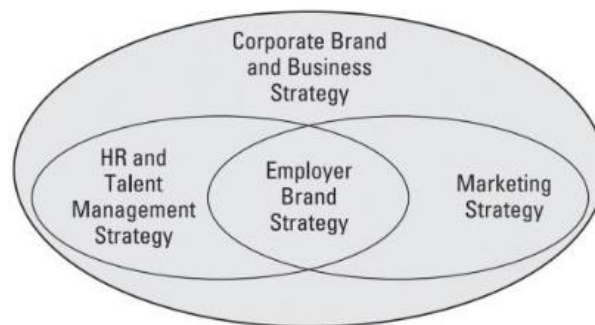 Corporate Brand
and Business
Strategy
HR and
Talent
Management
Strategy
Employer
Brand
Strategy
Marketing
Strategy